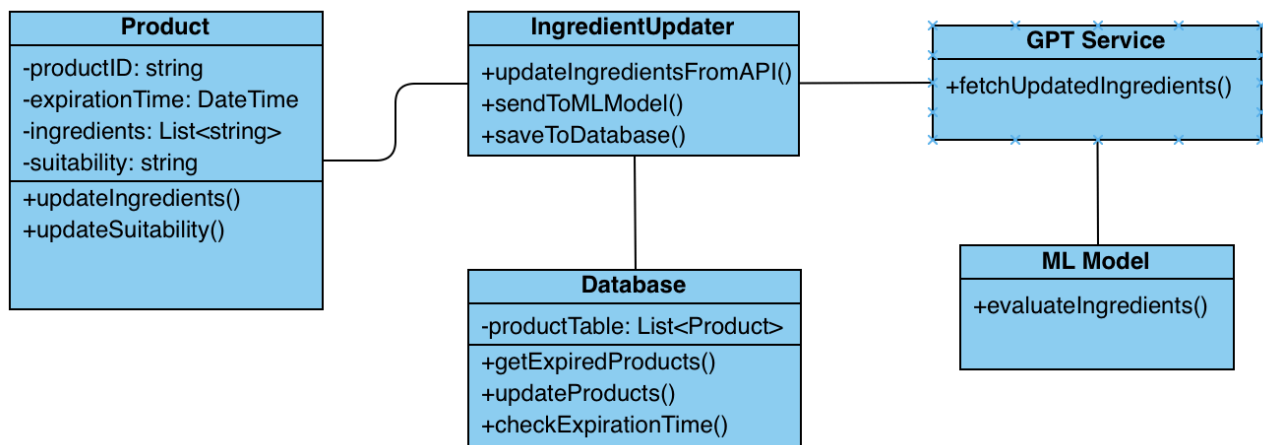 Product
-productID: string
-expirationTime: DateTime
-ingredients: List<string>
-suitability: string
+updateIngredients()
+updateSuitability()
IngredientUpdater
+updateIngredientsFromAPI()
+sendToMLModel()
+saveToDatabase()
GPT Service
+fetchUpdatedIngredients()
Database
-productTable: List<Product>
+getExpiredProducts()
+updateProducts()
+checkExpirationTime()
ML Model
+evaluateIngredients()